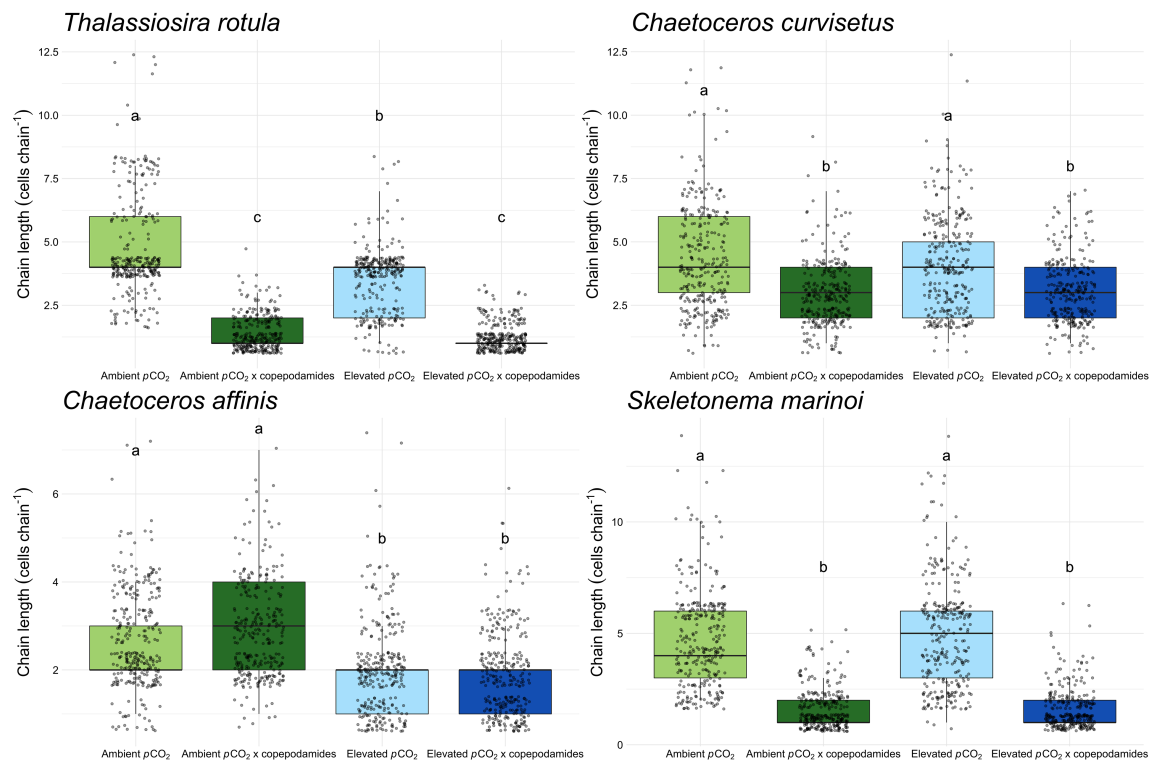 Thalassiosira rotula
Chain length (cells chain⁻¹)
12.5
10.0
7.5
5.0
2.5
a
c
b
c
Ambient pCO₂
Ambient pCO₂ x copepodamides
Elevated pCO₂
Elevated pCO₂ x copepodamides
Chaetoceros curvisetus
Chain length (cells chain⁻¹)
12.5
10.0
7.5
5.0
2.5
a
b
a
b
Ambient pCO₂
Ambient pCO₂ x copepodamides
Elevated pCO₂
Elevated pCO₂ x copepodamides
Chaetoceros affinis
Chain length (cells chain⁻¹)
6
4
2
a
a
b
b
Ambient pCO₂
Ambient pCO₂ x copepodamides
Elevated pCO₂
Elevated pCO₂ x copepodamides
Skeletonema marinoi
Chain length (cells chain⁻¹)
10
5
0
a
b
a
b
Ambient pCO₂
Ambient pCO₂ x copepodamides
Elevated pCO₂
Elevated pCO₂ x copepodamides